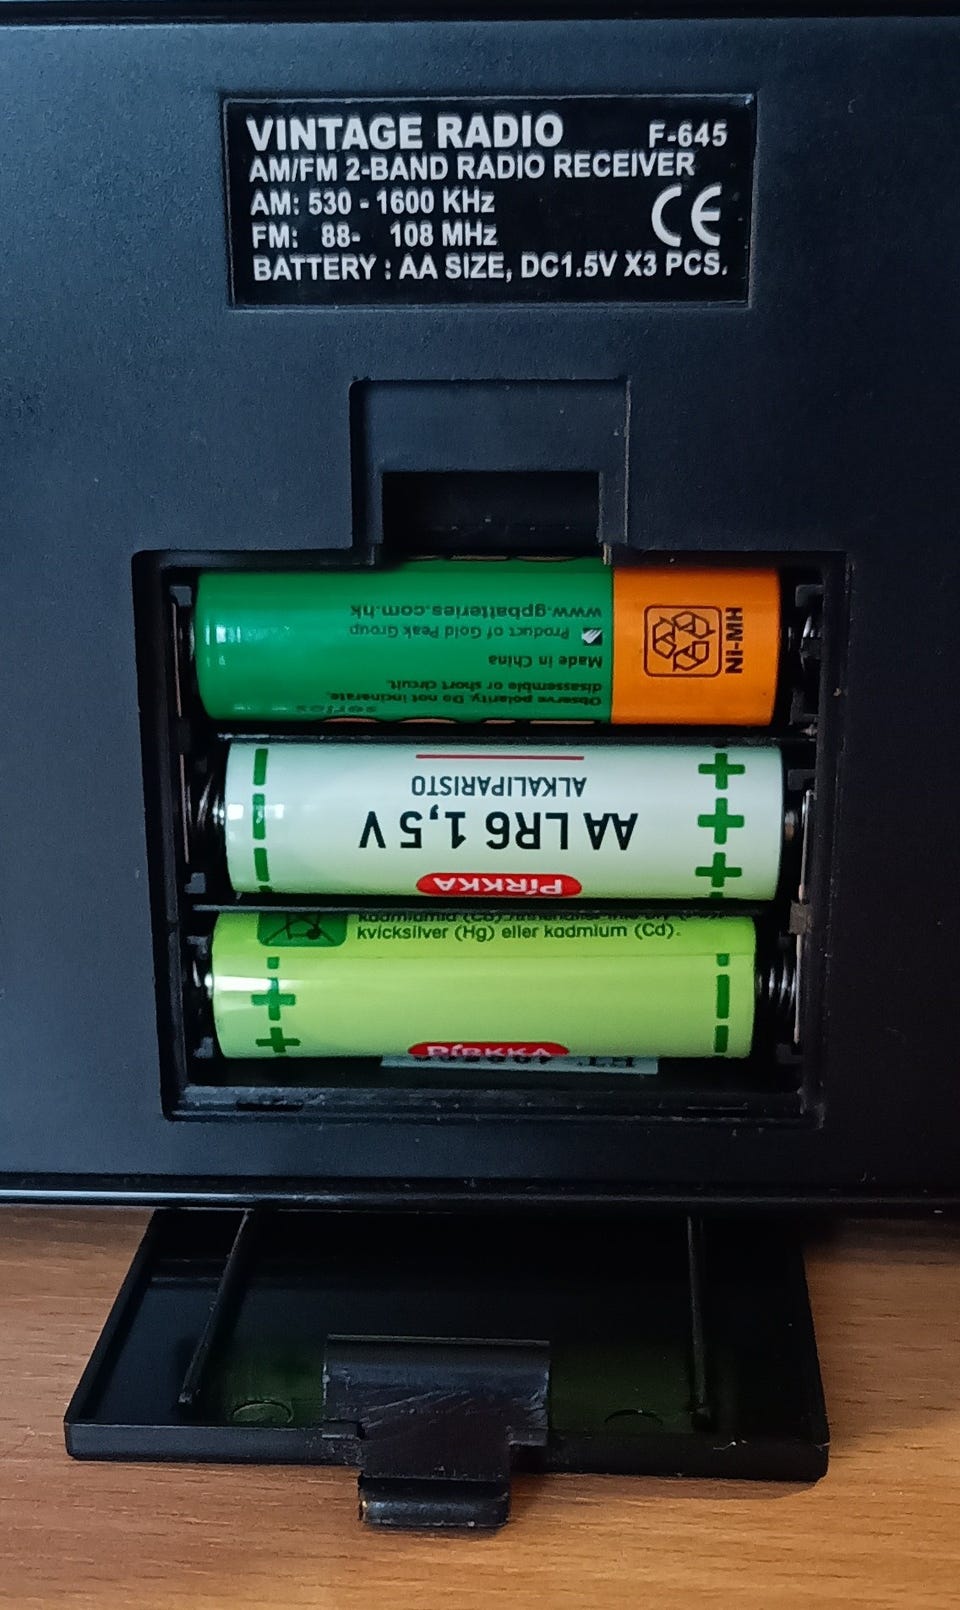 VINTAGE RADIO F-645
AM/FM 2-BAND RADIO RECEIVER
AM: 530 - 1600 KHz
FM: 88- 108 MHz
CE
BATTERY : AA SIZE, DC1.5V X3 PCS.
Observe polarity. Do not incinerate,
disassemble or short circuit.
Made in China
Product of Gold Peak Group
www.gpbatteries.com.hk
series
Ni-MH
PiRKKA
AA LR6 1,5 V
ALKALIPARISTO
kvicksilver (Hg) eller kadmium (Cd).
PiRKKA